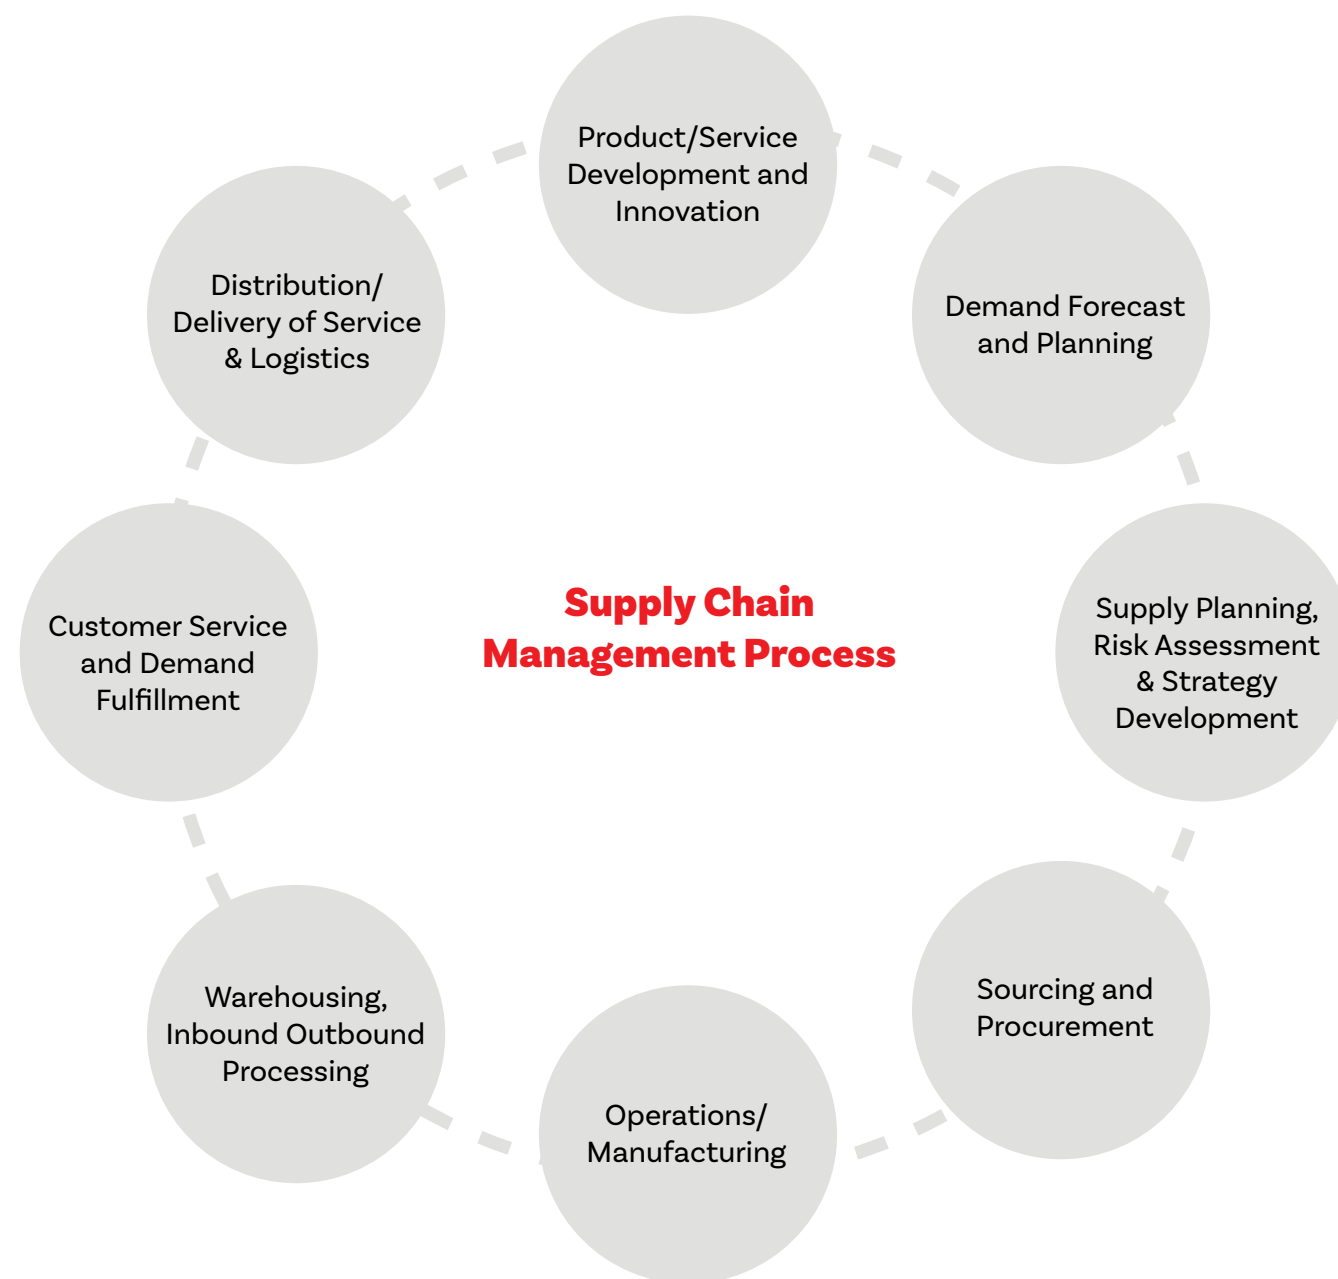 Product/Service
Development and
Innovation
Demand Forecast
and Planning
Supply Planning,
Risk Assessment
& Strategy
Development
Sourcing and
Procurement
Operations/
Manufacturing
Warehousing,
Inbound Outbound
Processing
Customer Service
and Demand
Fulfillment
Distribution/
Delivery of Service
& Logistics
Supply Chain
Management Process